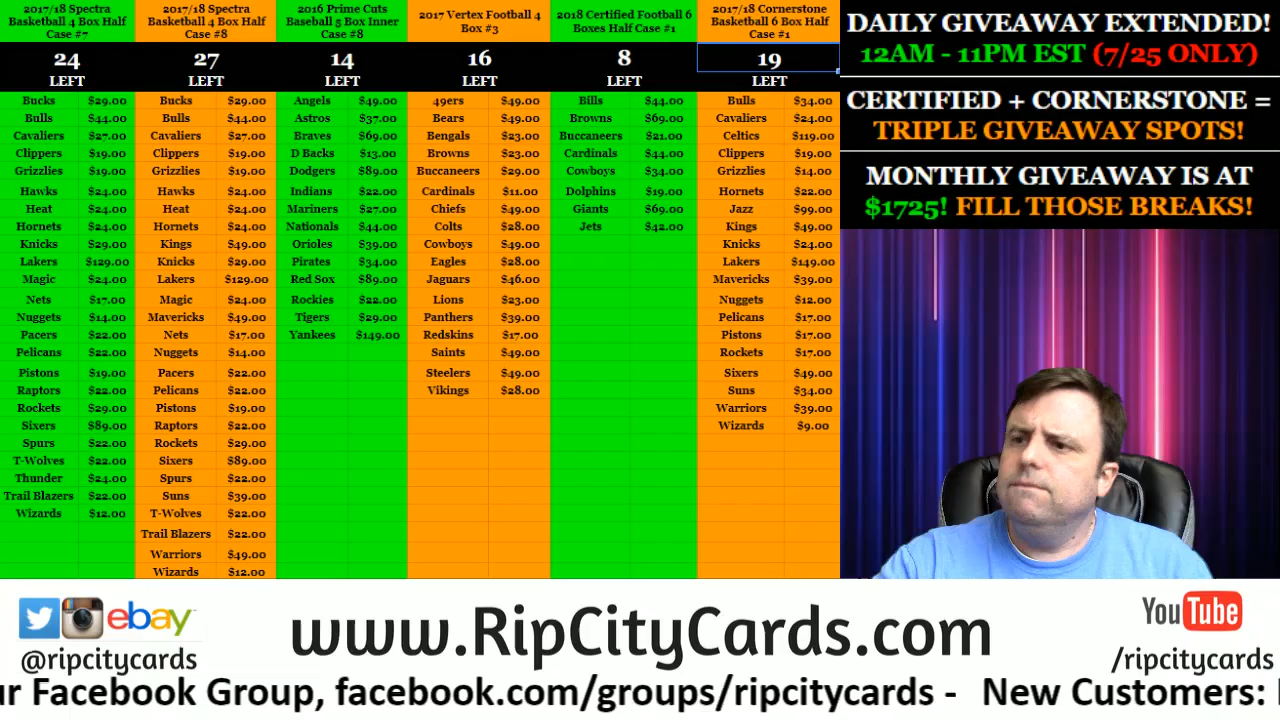 2017/18 Spectra Basketball 4 Box Half Case #7
24
LEFT
Bucks $29.00
Bulls $44.00
Cavaliers $27.00
Clippers $19.00
Grizzlies $19.00
Hawks $24.00
Heat $24.00
Hornets $24.00
Knicks $29.00
Lakers $129.00
Magic $24.00
Nets $17.00
Nuggets $14.00
Pacers $22.00
Pelicans $22.00
Pistons $19.00
Raptors $22.00
Rockets $29.00
Sixers $89.00
Spurs $22.00
T-Wolves $22.00
Thunder $24.00
Trail Blazers $22.00
Wizards $12.00
2017/18 Spectra Basketball 4 Box Half Case #8
27
LEFT
Bucks $29.00
Bulls $44.00
Cavaliers $27.00
Clippers $19.00
Grizzlies $19.00
Hawks $24.00
Heat $24.00
Hornets $24.00
Kings $49.00
Knicks $29.00
Lakers $129.00
Magic $24.00
Mavericks $49.00
Nets $17.00
Nuggets $14.00
Pacers $22.00
Pelicans $22.00
Pistons $19.00
Raptors $22.00
Rockets $29.00
Sixers $89.00
Spurs $22.00
Suns $39.00
T-Wolves $22.00
Trail Blazers $22.00
Warriors $49.00
Wizards $12.00
2016 Prime Cuts Baseball 5 Box Inner Case #8
14
LEFT
Angels $49.00
Astros $37.00
Braves $69.00
D Backs $13.00
Dodgers $89.00
Indians $22.00
Mariners $27.00
Nationals $44.00
Orioles $39.00
Pirates $34.00
Red Sox $89.00
Rockies $22.00
Tigers $29.00
Yankees $149.00
2017 Vertex Football 4 Box #3
16
LEFT
49ers $49.00
Bears $49.00
Bengals $23.00
Browns $23.00
Buccaneers $29.00
Cardinals $11.00
Chiefs $49.00
Colts $28.00
Cowboys $49.00
Eagles $28.00
Jaguars $46.00
Lions $23.00
Panthers $39.00
Redskins $17.00
Saints $49.00
Steelers $49.00
Vikings $28.00
2018 Certified Football 6 Boxes Half Case #1
8
LEFT
Bills $44.00
Browns $69.00
Buccaneers $21.00
Cardinals $44.00
Cowboys $34.00
Dolphins $19.00
Giants $69.00
Jets $42.00
2017/18 Cornerstone Basketball 6 Box Half Case #1
19
LEFT
Bulls $34.00
Cavaliers $24.00
Celtics $119.00
Clippers $19.00
Grizzlies $14.00
Hornets $22.00
Jazz $99.00
Kings $49.00
Knicks $24.00
Lakers $149.00
Mavericks $39.00
Nuggets $12.00
Pelicans $17.00
Pistons $17.00
Rockets $17.00
Sixers $49.00
Suns $34.00
Warriors $39.00
Wizards $9.00
DAILY GIVEAWAY EXTENDED!
12AM - 11PM EST (7/25 ONLY)
CERTIFIED + CORNERSTONE =
TRIPLE GIVEAWAY SPOTS!
MONTHLY GIVEAWAY IS AT
$1725! FILL THOSE BREAKS!
ebay
@ripcitycards
www.RipCityCards.com
YouTube
/ripcitycards
ur Facebook Group, facebook.com/groups/ripcitycards - New Customers: